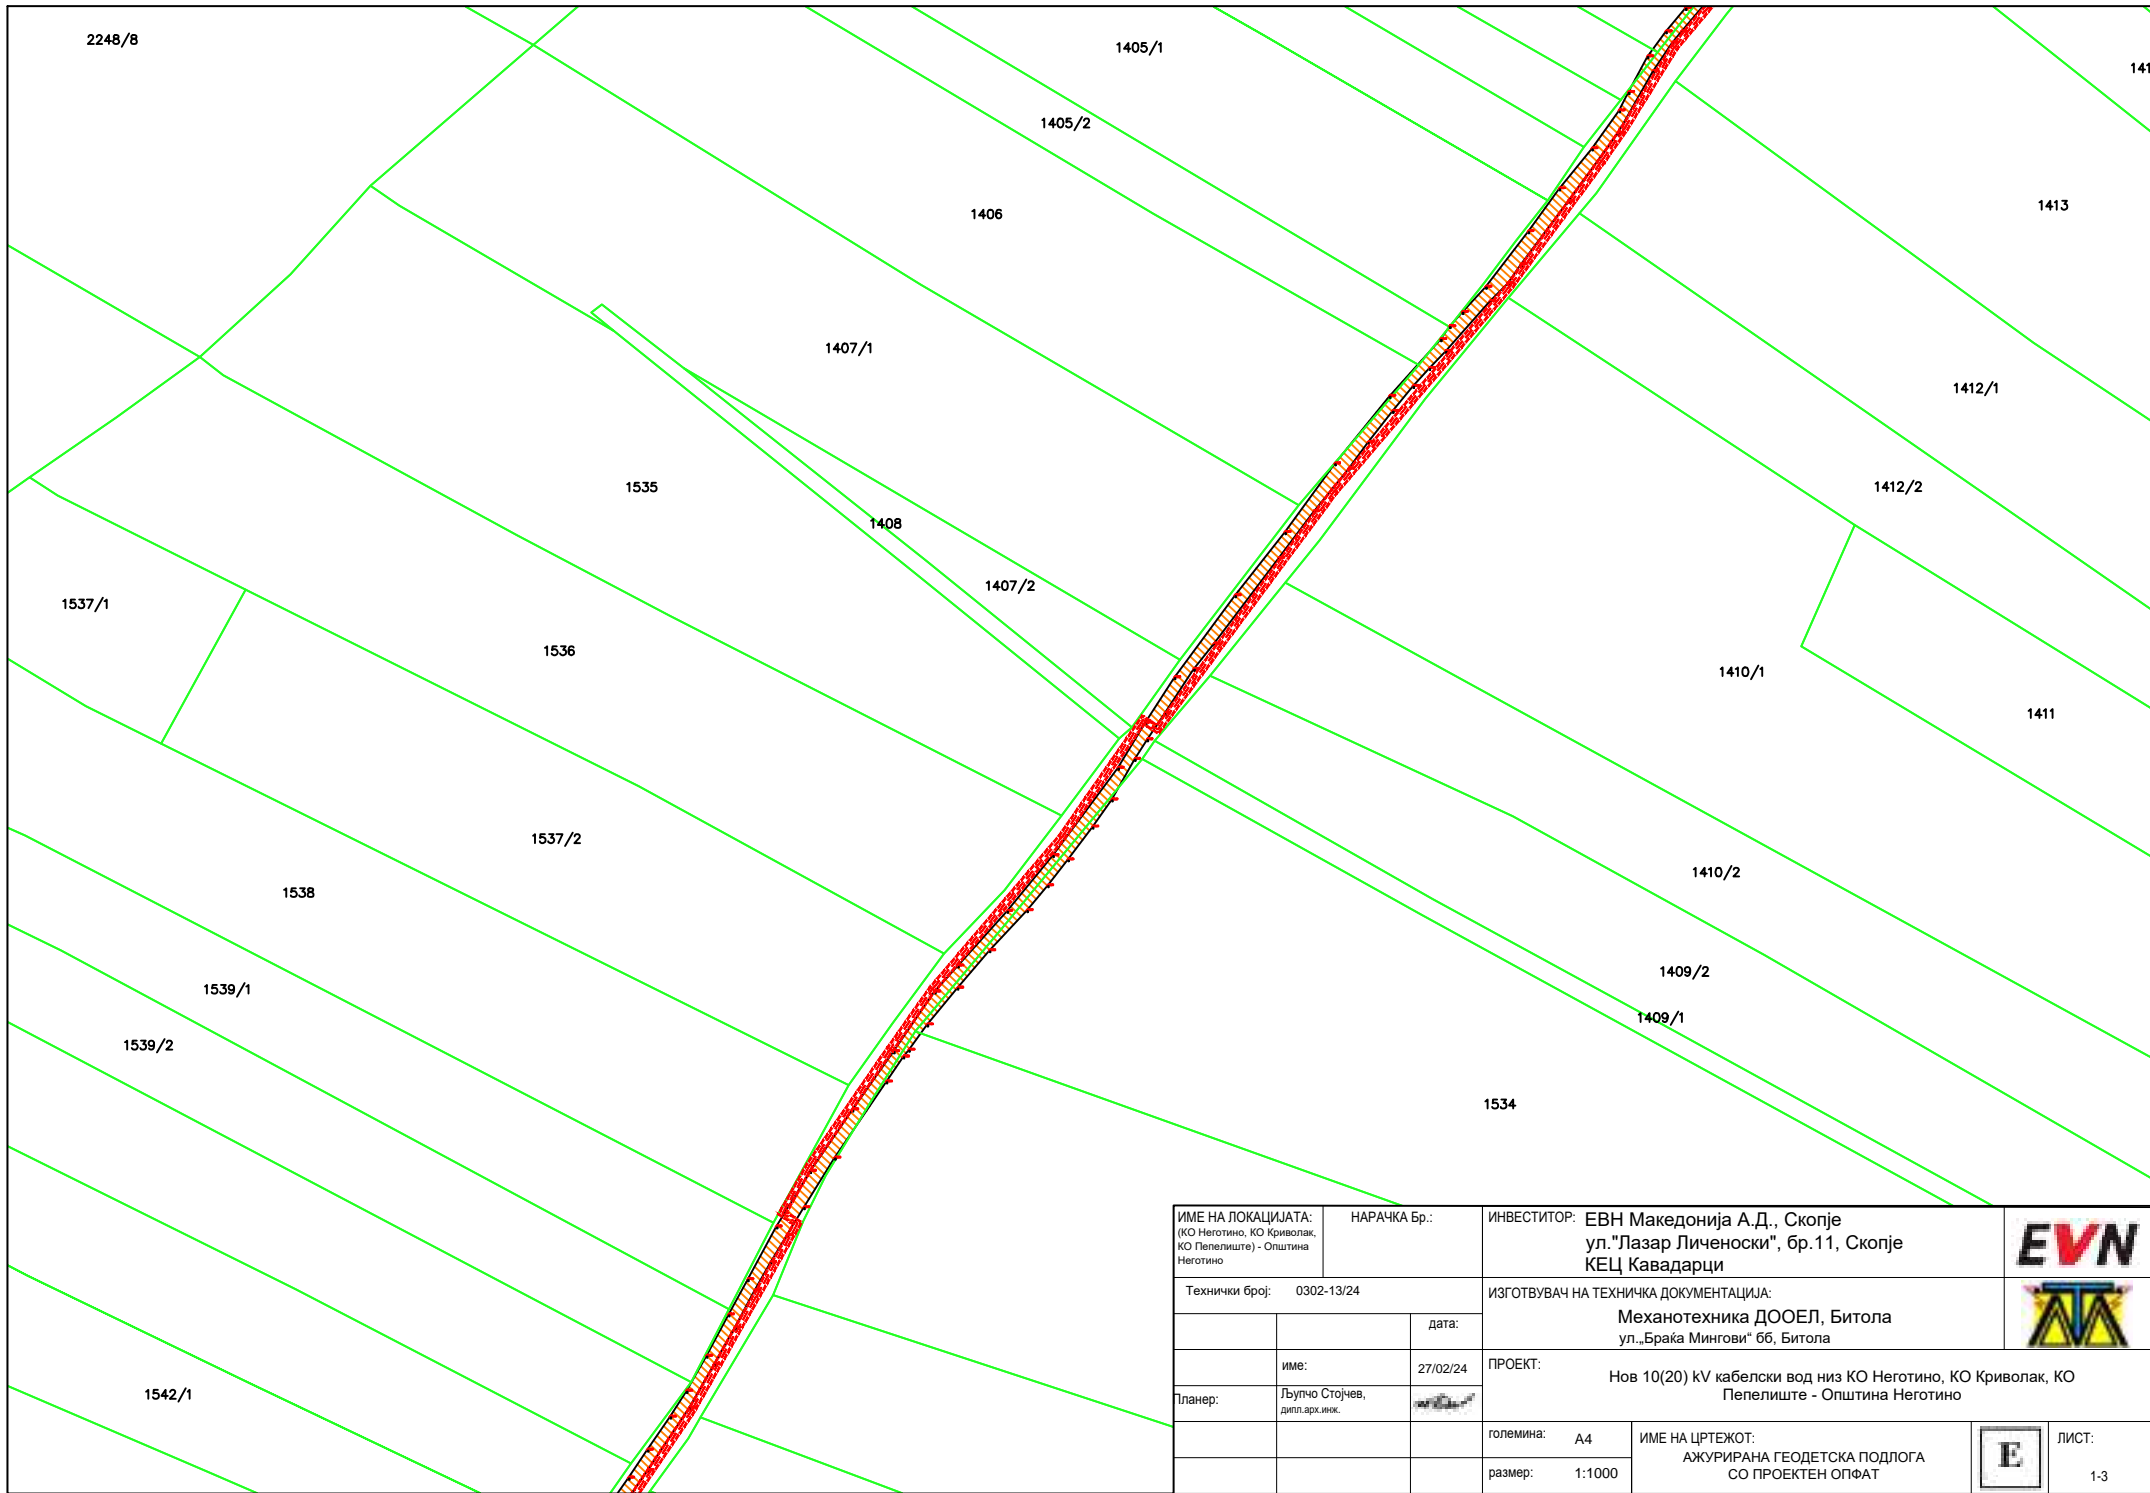 2248/8
1405/1
141
1405/2
1413
1406
1407/1
1412/1
1535
1412/2
1408
1407/2
1537/1
1536
1410/1
1411
1537/2
1410/2
1538
1409/2
1539/1
1409/1
1539/2
1534
1542/1
ИМЕ НА ЛОКАЦИЈАТА:
(КО Неготино, КО Криволак,
КО Пепелиште) - Општина
Неготино
НАРАЧКА Бр.:
ИНВЕСТИТОР: ЕВН Македонија А.Д., Скопје
ул."Лазар Личеноски", бр.11, Скопје
КЕЦ Кавадарци
EVN
Технички број: 0302-13/24
ИЗГОТВУВАЧ НА ТЕХНИЧКА ДОКУМЕНТАЦИЈА:
Механотехника ДООЕЛ, Битола
ул.„Браќа Мингови“ бб, Битола
дата:
име:
27/02/24
ПРОЕКТ:
Нов 10(20) kV кабелски вод низ КО Неготино, КО Криволак, КО
Пепелиште - Општина Неготино
Планер:
Љупчо Стојчев,
дипл.арх.инж.
големина: А4
размер: 1:1000
ИМЕ НА ЦРТЕЖОТ:
АЖУРИРАНА ГЕОДЕТСКА ПОДЛОГА
СО ПРОЕКТЕН ОПФАТ
Е
ЛИСТ:
1-3